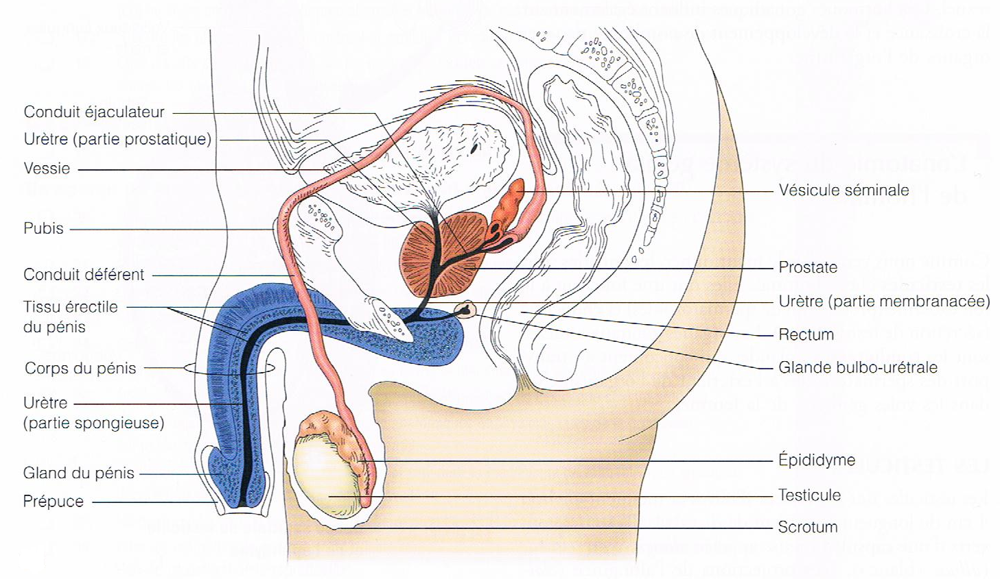 Conduit éjaculateur
Urètre (partie prostatique)
Vessie
Pubis
Conduit déférent
Tissu érectile
du pénis
Corps du pénis
Urètre
(partie spongieuse)
Gland du pénis
Prépuce
Vésicule séminale
Prostate
Urètre (partie membranacée)
Rectum
Glande bulbo-urétrale
Épididyme
Testicule
Scrotum